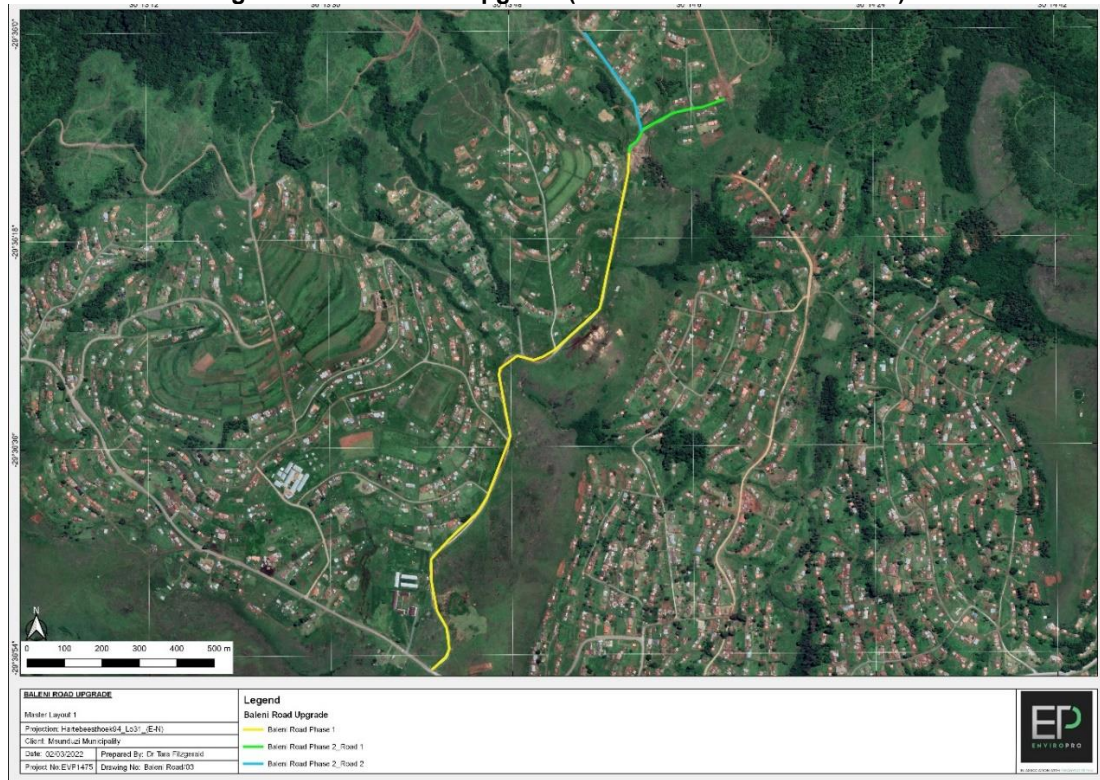 N
0 100 200 300 400 500 m
BALENI ROAD UPGRADE
Master Layout 1
Projection: Hartebeesthoek94_Lo31_(E-N)
Client: Msunduzi Municipality
Date: 02/03/2022
Prepared By: Dr Tara Fitzgerald
Project No:EVP1475
Drawing No: Baleni Road/03
Legend
Baleni Road Upgrade
Baleni Road Phase 1
Baleni Road Phase 2_Road 1
Baleni Road Phase 2_Road 2
EP
ENVIROPRO